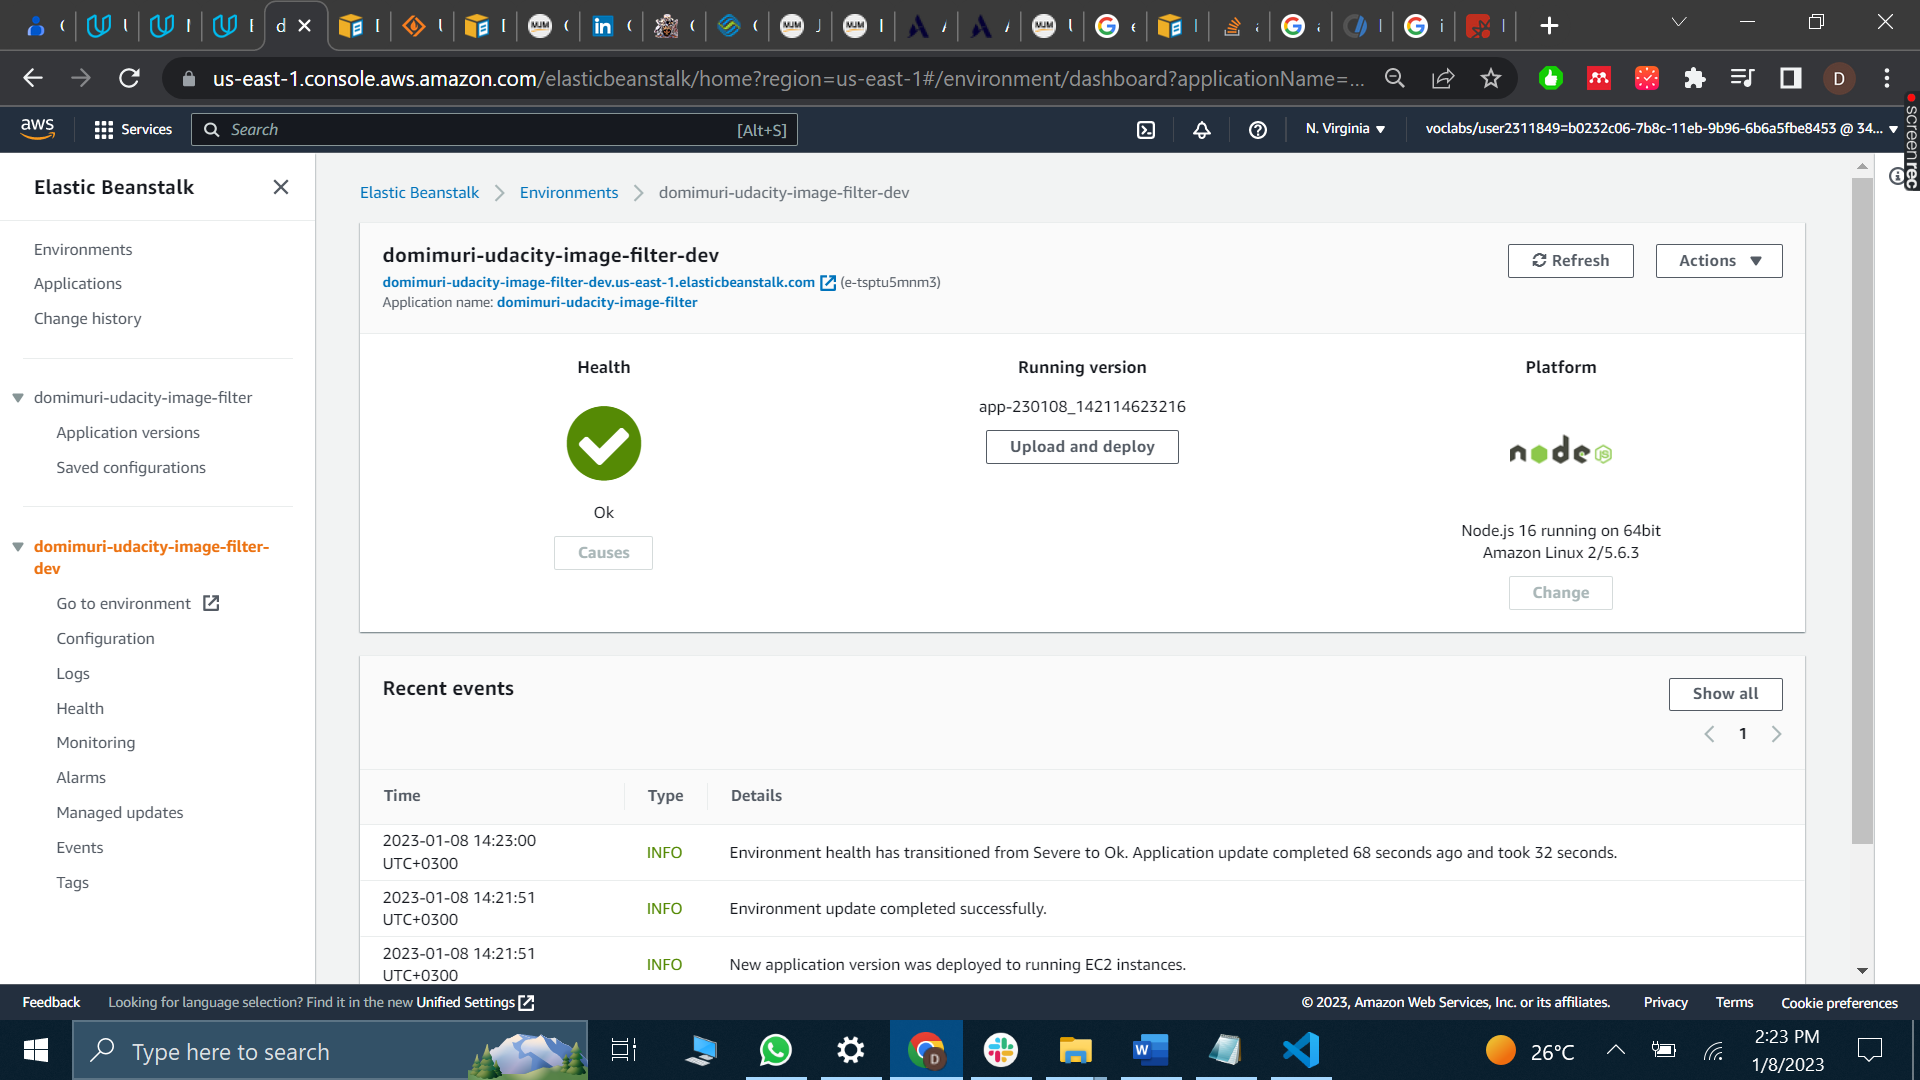 us-east-1.console.aws.amazon.com/elasticbeanstalk/home?region=us-east-1#/environment/dashboard?applicationName=...
D
aws
Services
Search
[Alt+S]
N. Virginia
voclabs/user2311849=b0232c06-7b8c-11eb-9b96-6b6a5fbe8453 @ 34...
screenrec
Elastic Beanstalk
Environments
Applications
Change history
domimuri-udacity-image-filter
Application versions
Saved configurations
domimuri-udacity-image-filter-
dev
Go to environment
Configuration
Logs
Health
Monitoring
Alarms
Managed updates
Events
Tags
Elastic Beanstalk
Environments
domimuri-udacity-image-filter-dev
domimuri-udacity-image-filter-dev
domimuri-udacity-image-filter-dev.us-east-1.elasticbeanstalk.com (e-tsptu5mnm3)
Application name: domimuri-udacity-image-filter
Refresh
Actions
Health
Ok
Causes
Running version
app-230108_142114623216
Upload and deploy
Platform
node JS
Node.js 16 running on 64bit
Amazon Linux 2/5.6.3
Change
Recent events
Show all
1
Time Type Details
2023-01-08 14:23:00
UTC+0300
INFO
Environment health has transitioned from Severe to Ok. Application update completed 68 seconds ago and took 32 seconds.
2023-01-08 14:21:51
UTC+0300
INFO
Environment update completed successfully.
2023-01-08 14:21:51
UTC+0300
INFO
New application version was deployed to running EC2 instances.
Feedback
Looking for language selection? Find it in the new Unified Settings
© 2023, Amazon Web Services, Inc. or its affiliates.
Privacy
Terms
Cookie preferences
Type here to search
26°C
2:23 PM
1/8/2023